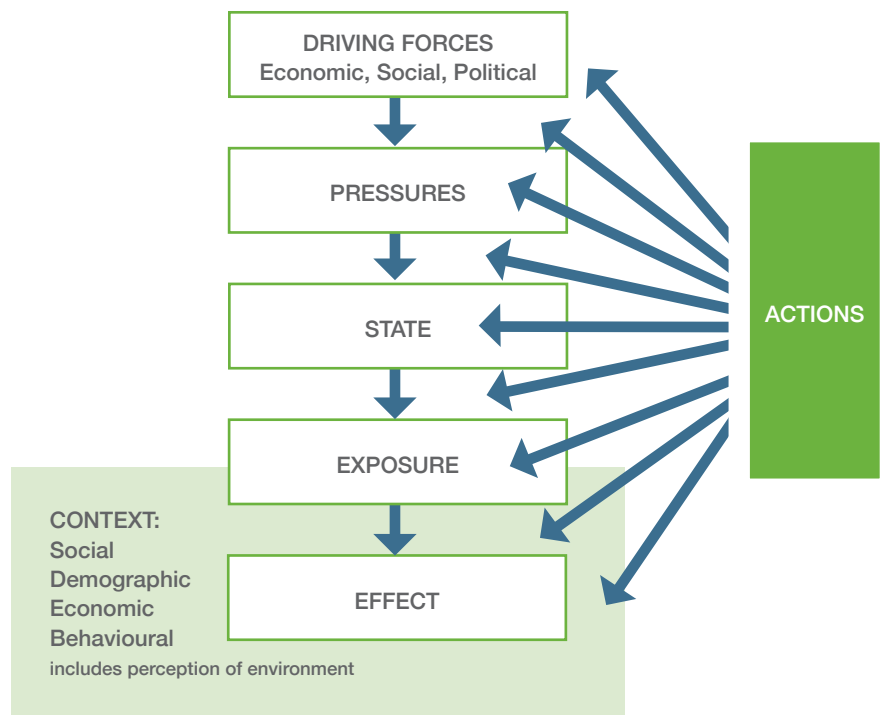 DRIVING FORCES
Economic, Social, Political
PRESSURES
STATE
ACTIONS
EXPOSURE
CONTEXT:
Social
Demographic
Economic
Behavioural
includes perception of environment
EFFECT